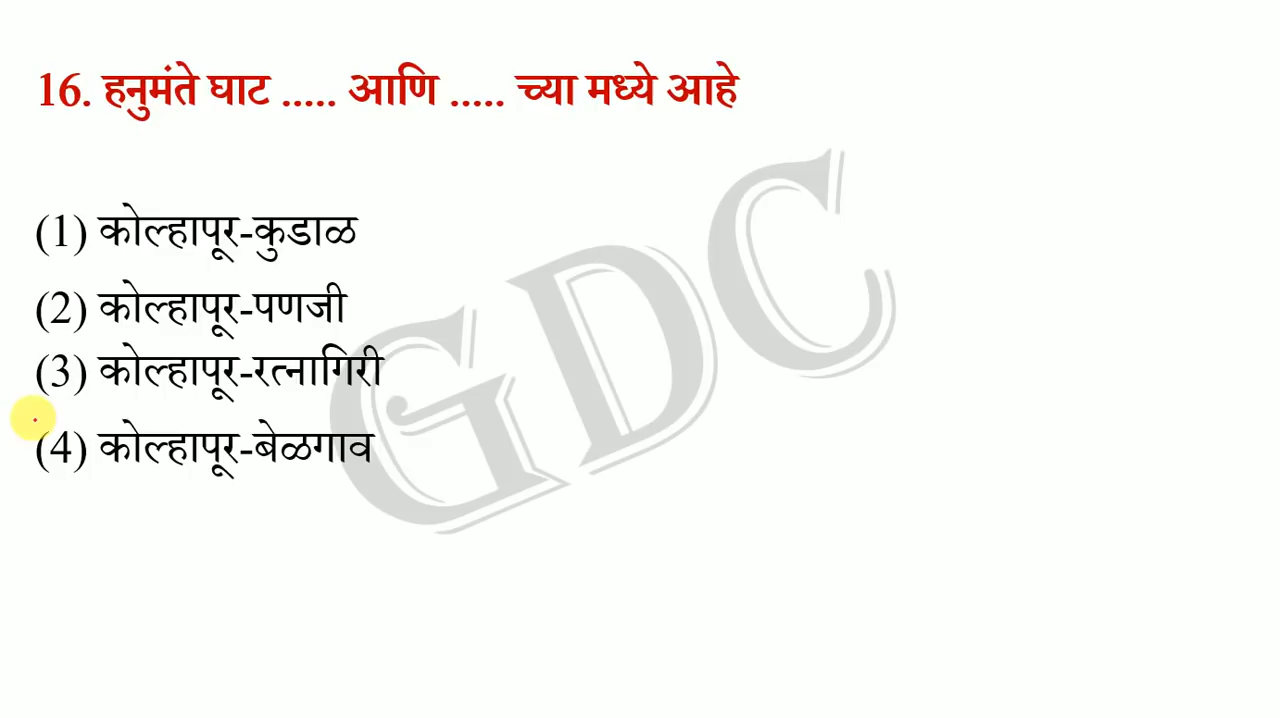 16. हनुमंते घाट ..... आणि ..... च्या मध्ये आहे
(1) कोल्हापूर-कुडाळ
(2) कोल्हापूर-पणजी
(3) कोल्हापूर-रत्नागिरी
(4) कोल्हापूर-बेळगाव
GDC